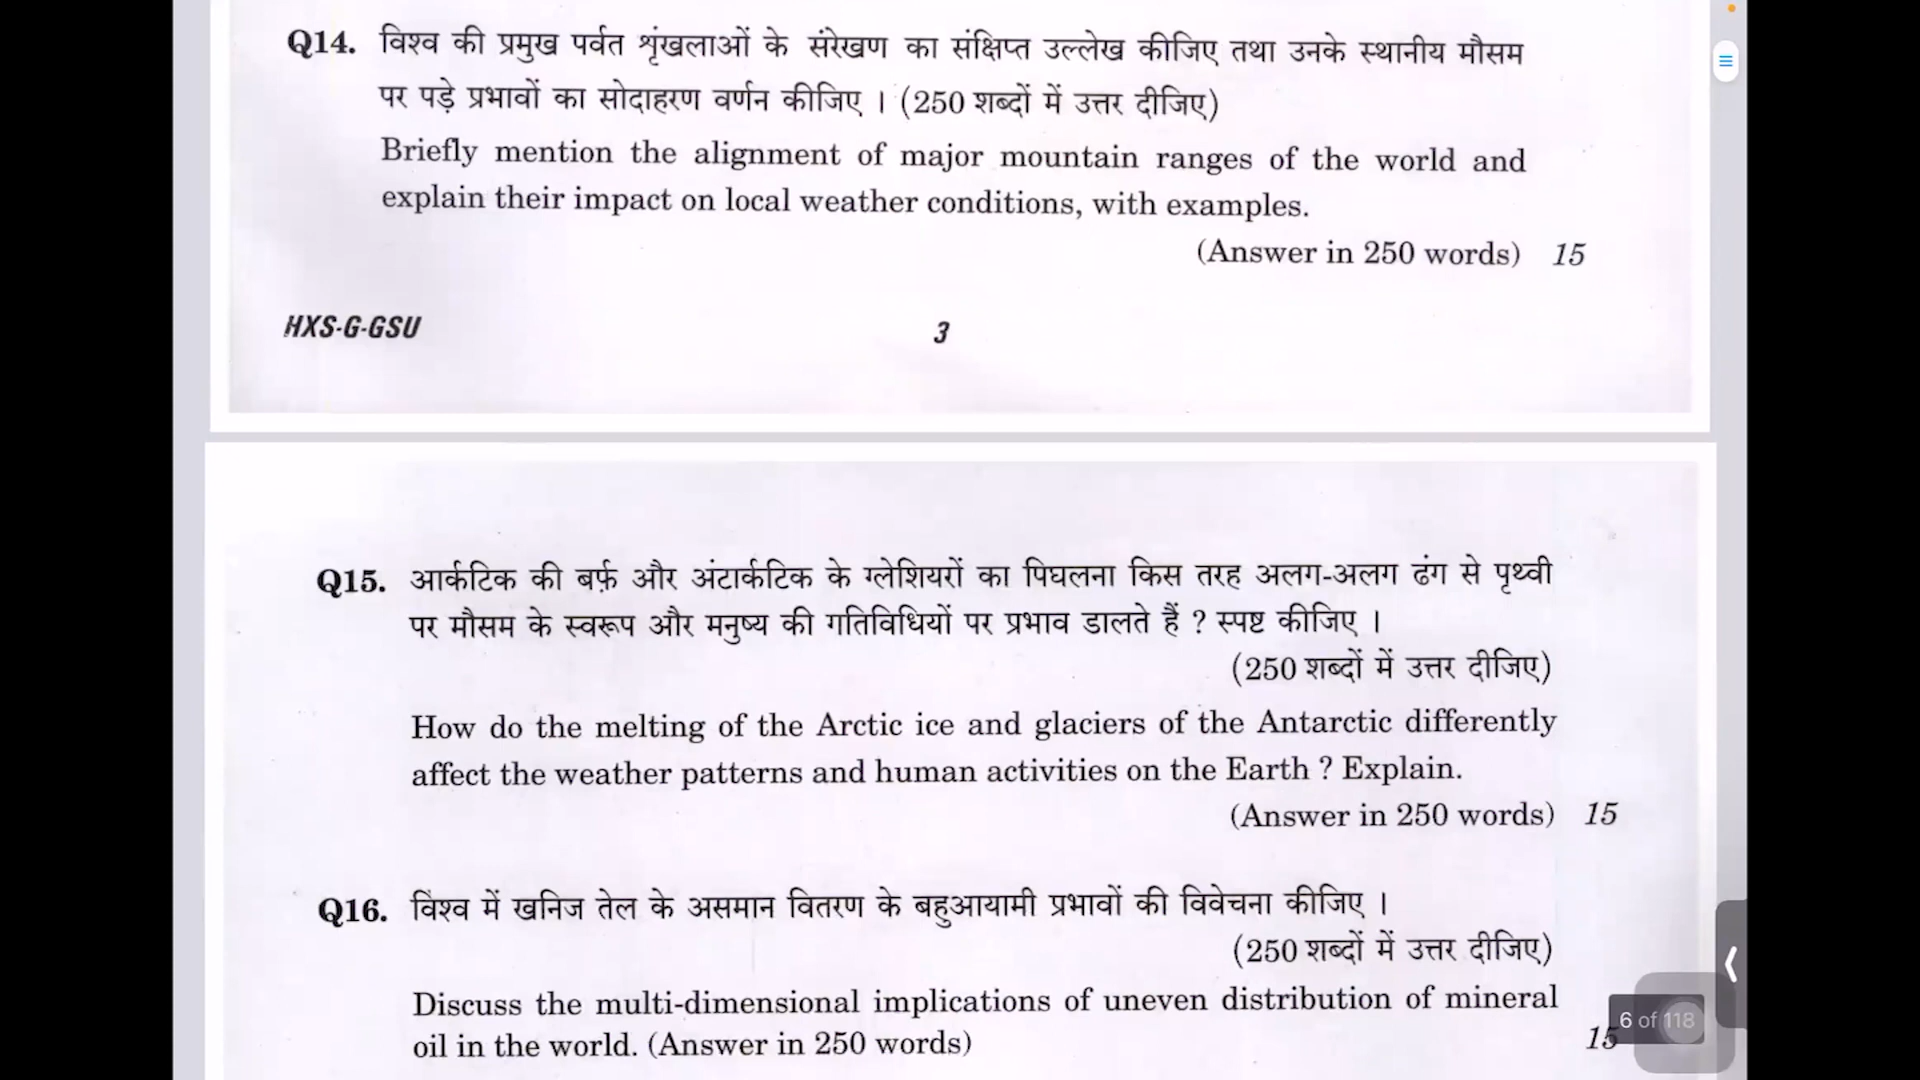 Q14. विश्व की प्रमुख पर्वत शृंखलाओं के संरेखण का संक्षिप्त उल्लेख कीजिए तथा उनके स्थानीय मौसम
पर पड़े प्रभावों का सोदाहरण वर्णन कीजिए । (250 शब्दों में उत्तर दीजिए)
Briefly mention the alignment of major mountain ranges of the world and
explain their impact on local weather conditions, with examples.
(Answer in 250 words) 15
HXS-G-GSU 3
Q15. आर्कटिक की बर्फ़ और अंटार्कटिक के ग्लेशियरों का पिघलना किस तरह अलग-अलग ढंग से पृथ्वी
पर मौसम के स्वरूप और मनुष्य की गतिविधियों पर प्रभाव डालते हैं ? स्पष्ट कीजिए ।
(250 शब्दों में उत्तर दीजिए)
How do the melting of the Arctic ice and glaciers of the Antarctic differently
affect the weather patterns and human activities on the Earth ? Explain.
(Answer in 250 words) 15
Q16. विश्व में खनिज तेल के असमान वितरण के बहुआयामी प्रभावों की विवेचना कीजिए ।
(250 शब्दों में उत्तर दीजिए)
Discuss the multi-dimensional implications of uneven distribution of mineral
oil in the world. (Answer in 250 words) 15
6 of 118